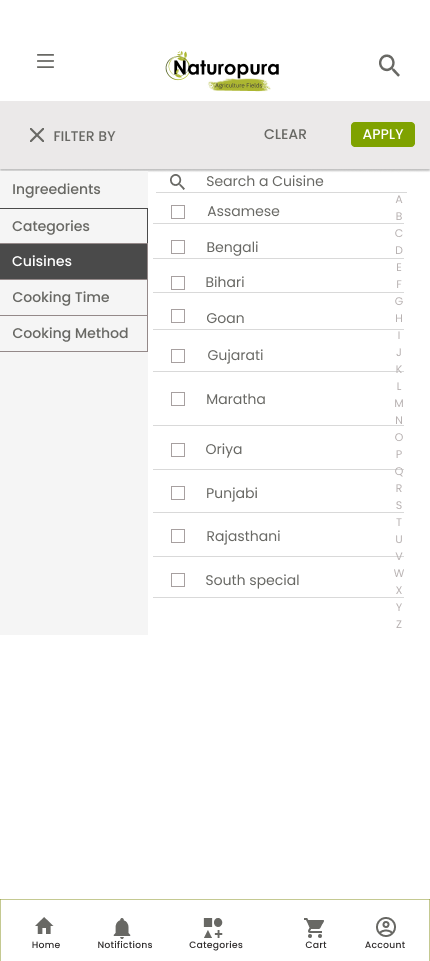 Naturopura
Agriculture Fields
FILTER BY
CLEAR
APPLY
Ingreedients
Categories
Cuisines
Cooking Time
Cooking Method
Search a Cuisine
Assamese
Bengali
Bihari
Goan
Gujarati
Maratha
Oriya
Punjabi
Rajasthani
South special
A
B
C
D
E
F
G
H
I
J
K
L
M
N
O
P
Q
R
S
T
U
V
W
X
Y
Z
Home
Notifictions
Categories
Cart
Account